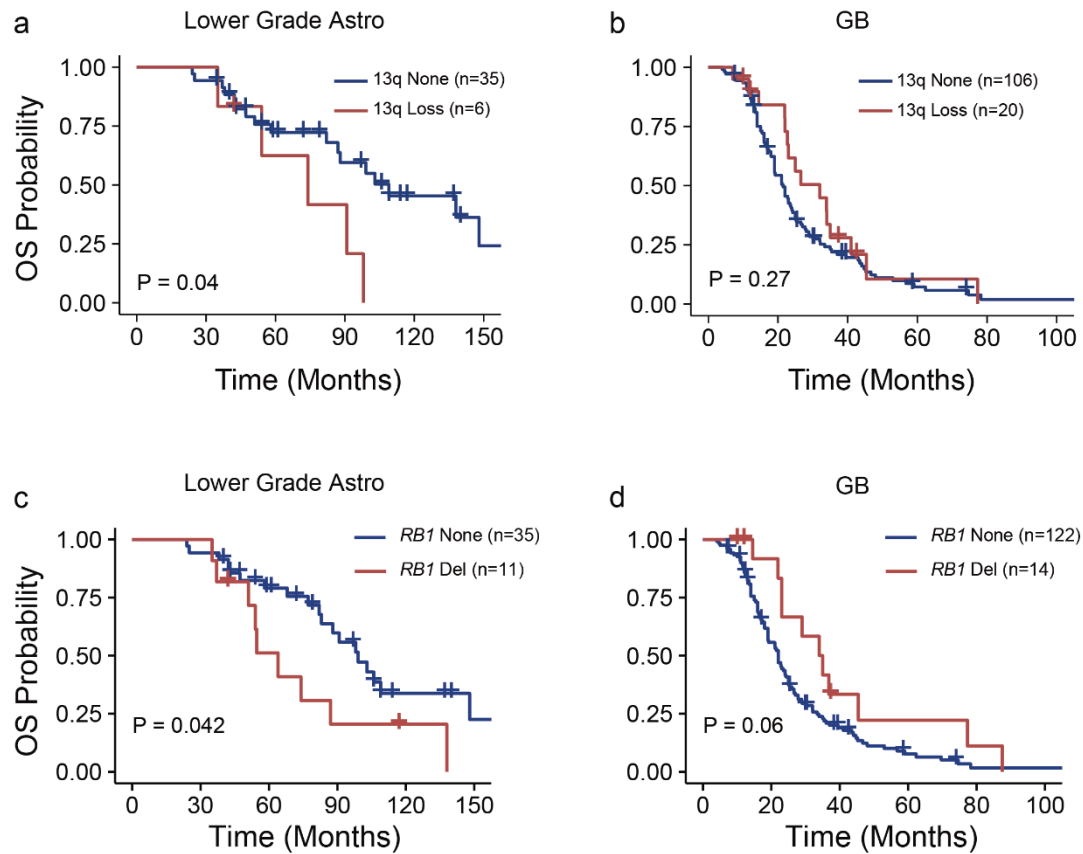 a
Lower Grade Astro
OS Probability
1.00
0.75
0.50
0.25
0.00
13q None (n=35)
13q Loss (n=6)
P = 0.04
0 30 60 90 120 150
Time (Months)
b
GB
1.00
0.75
0.50
0.25
0.00
13q None (n=106)
13q Loss (n=20)
P = 0.27
0 20 40 60 80 100
Time (Months)
c
Lower Grade Astro
OS Probability
1.00
0.75
0.50
0.25
0.00
RB1 None (n=35)
RB1 Del (n=11)
P = 0.042
0 30 60 90 120 150
Time (Months)
d
GB
1.00
0.75
0.50
0.25
0.00
RB1 None (n=122)
RB1 Del (n=14)
P = 0.06
0 20 40 60 80 100
Time (Months)